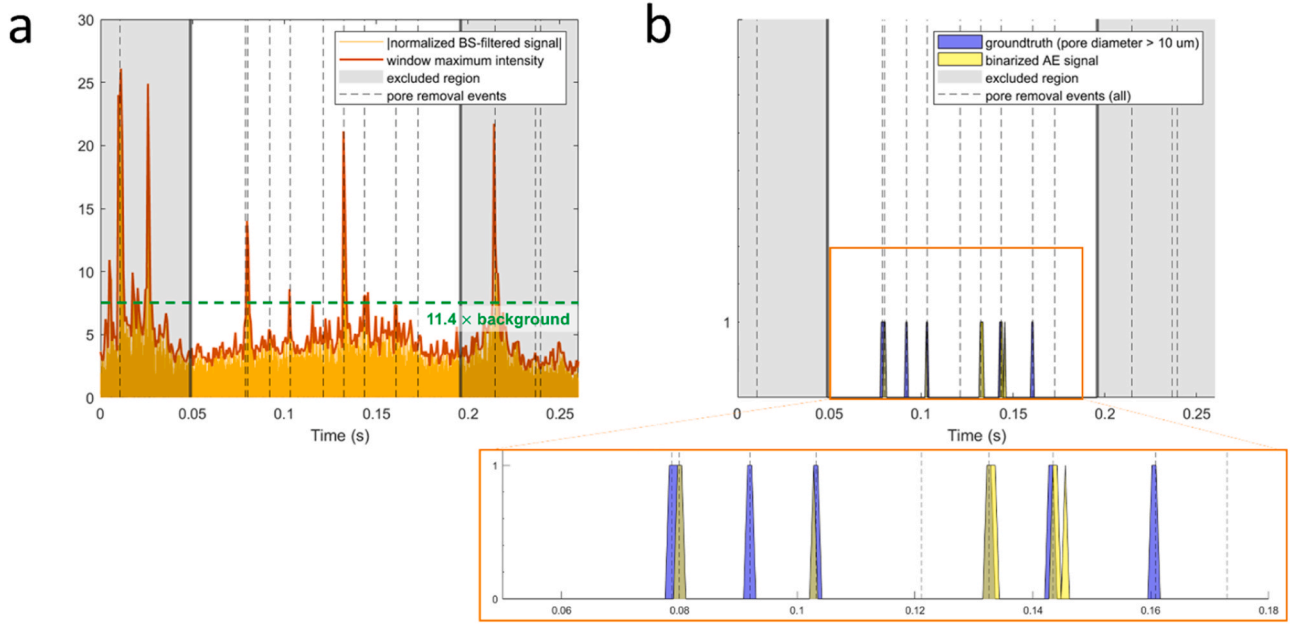 a
30
25
20
15
10
5
0
|normalized BS-filtered signal|
window maximum intensity
excluded region
pore removal events
11.4 × background
0
0.05
0.1
0.15
0.2
0.25
Time (s)
b
groundtruth (pore diameter > 10 um)
binarized AE signal
excluded region
pore removal events (all)
1
0
0.05
0.1
0.15
0.2
0.25
Time (s)
1
0
0.06
0.08
0.1
0.12
0.14
0.16
0.18